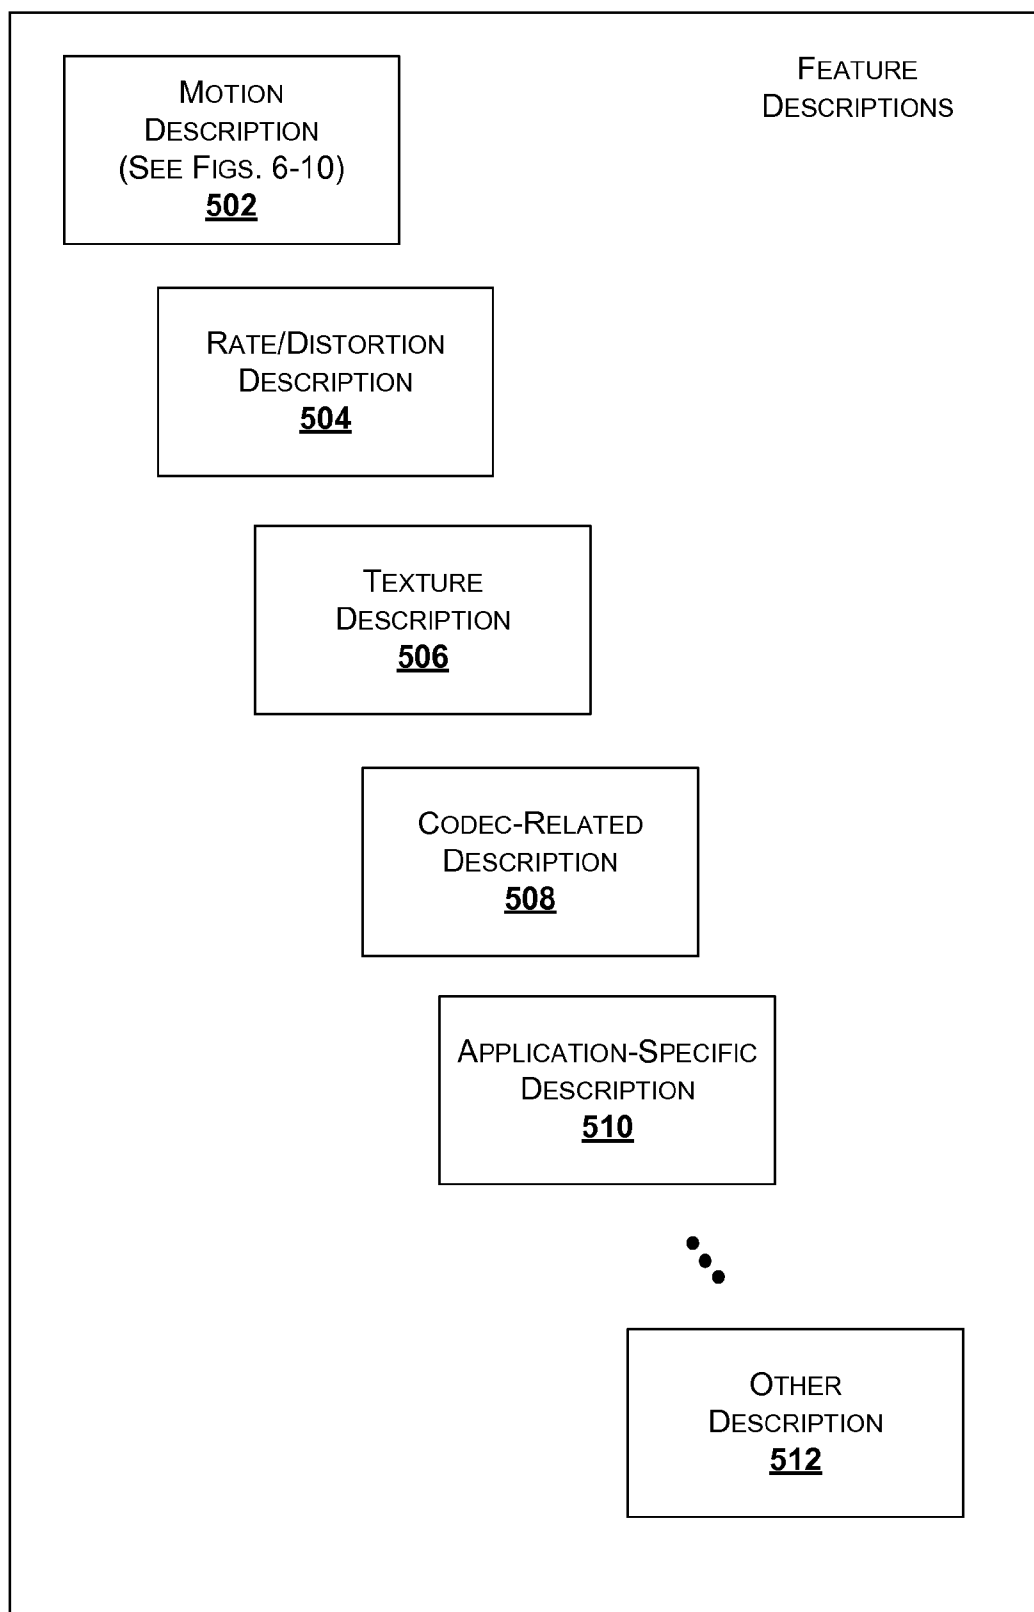 FEATURE
DESCRIPTIONS
MOTION
DESCRIPTION
(SEE FIGS. 6-10)
502
RATE/DISTORTION
DESCRIPTION
504
TEXTURE
DESCRIPTION
506
CODEC-RELATED
DESCRIPTION
508
APPLICATION-SPECIFIC
DESCRIPTION
510
OTHER
DESCRIPTION
512